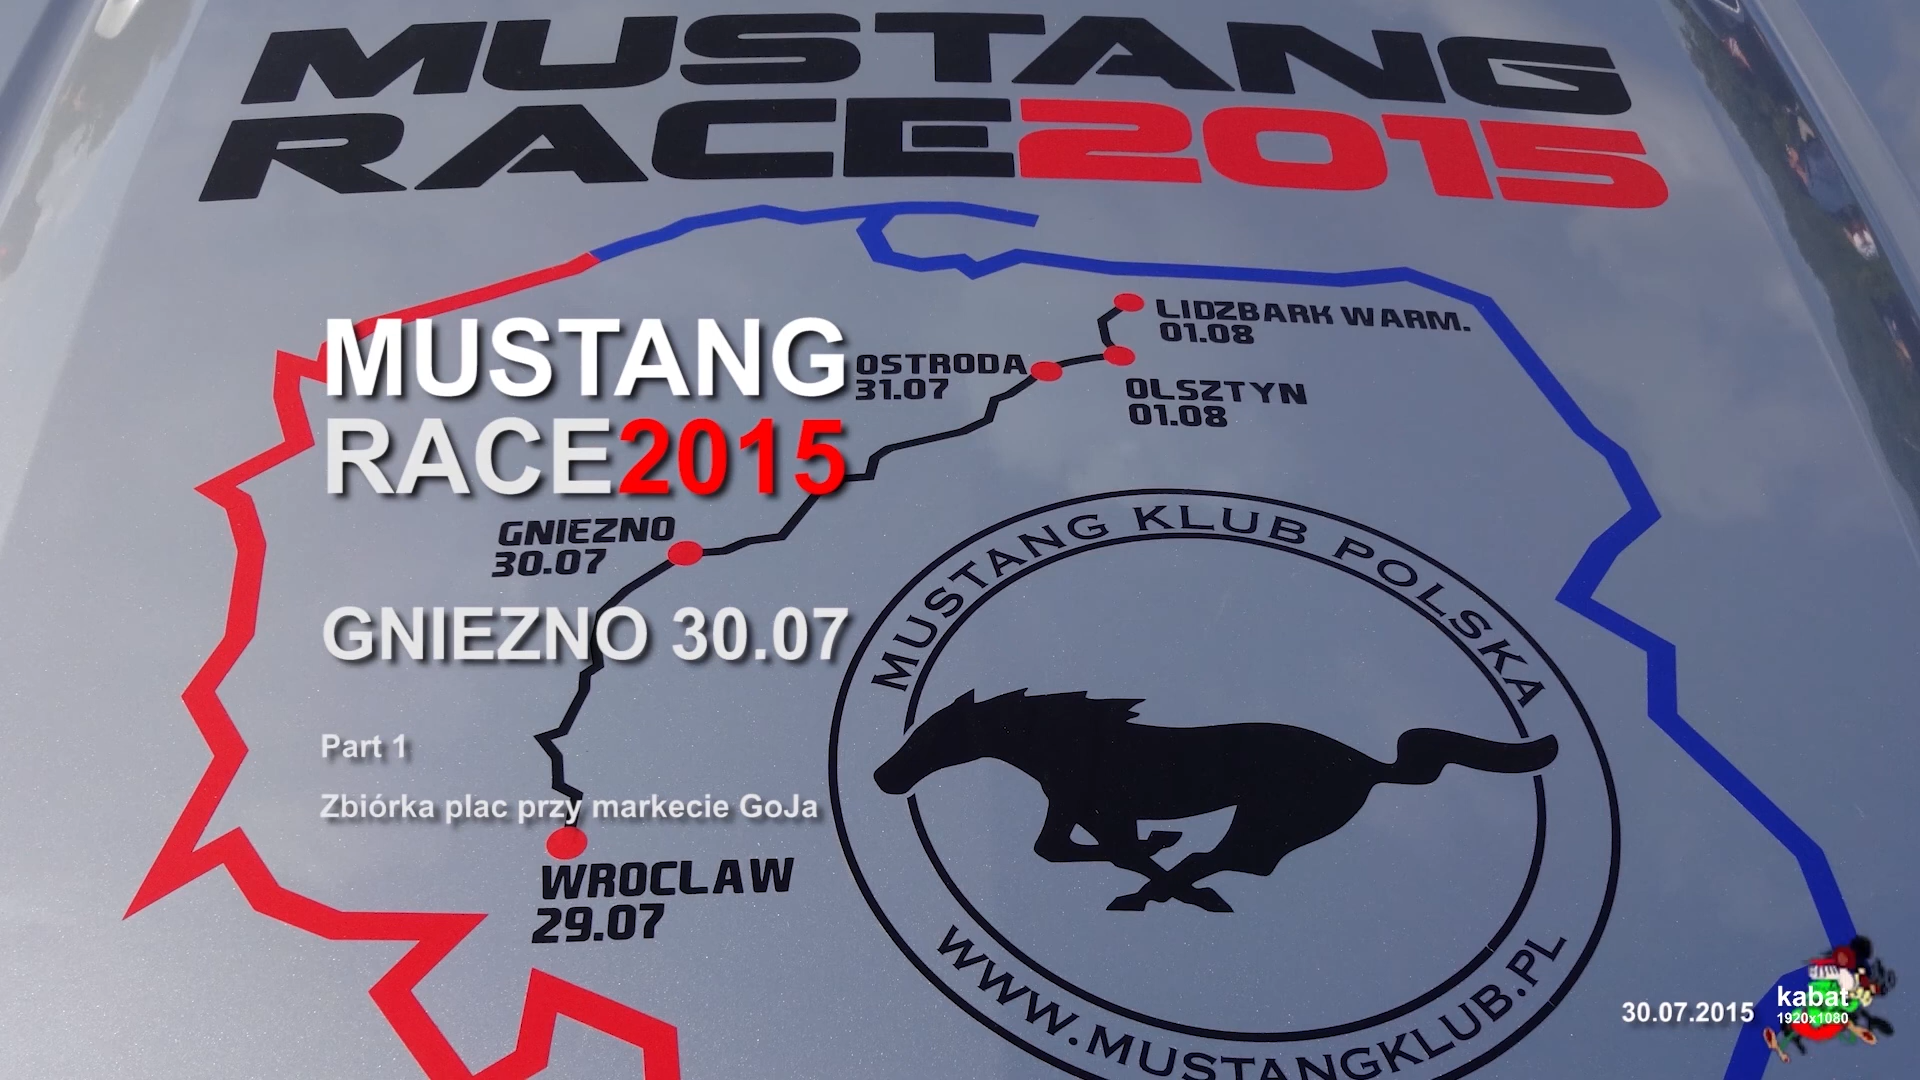 MUSTANG
RACE2015
LIDZBARK WARM.
01.08
OSTRODA
31.07
OLSZTYN
01.08
MUSTANG
RACE2015
GNIEZNO
30.07
GNIEZNO 30.07
Part 1
Zbiórka plac przy markecie GoJa
WROCLAW
29.07
MUSTANG KLUB POLSKA
WWW.MUSTANGKLUB.PL
30.07.2015
kabat
1920x1080